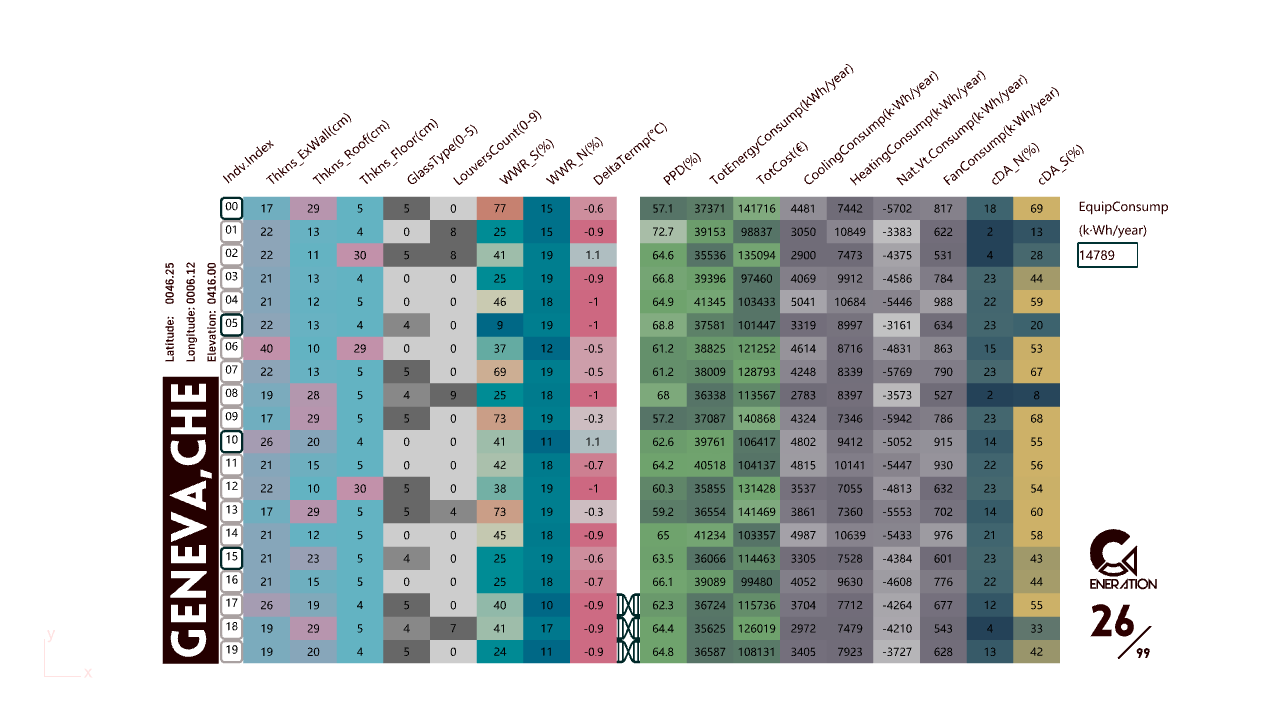 Indv.Index Thkns_ExWall(cm) Thkns_Roof(cm) Thkns_Floor(cm) GlassType(0-5) LouversCount(0-9) WWR_S(%) WWR_N(%) DeltaTermp(°C) PPD(%) TotEnergyConsump(kWh/year) TotCost(€) CoolingConsump(k·Wh/year) HeatingConsump(k·Wh/year) Nat.Vt.Consump(k·Wh/year) FanConsump(k·Wh/year) cDA_N(%) cDA_S(%)
00 17 29 5 5 0 77 15 -0.6 57.1 37371 141716 4481 7442 -5702 817 18 69
01 22 13 4 0 8 25 15 -0.9 72.7 39153 98837 3050 10849 -3383 622 2 13
02 22 11 30 5 8 41 19 1.1 64.6 35536 135094 2900 7473 -4375 531 4 28
03 21 13 4 0 0 25 19 -0.9 66.8 39396 97460 4069 9912 -4586 784 23 44
04 21 12 5 0 0 46 18 -1 64.9 41345 103433 5041 10684 -5446 988 22 59
05 22 13 4 4 0 9 19 -1 68.8 37581 101447 3319 8997 -3161 634 23 20
06 40 10 29 0 0 37 12 -0.5 61.2 38825 121252 4614 8716 -4831 863 15 53
07 22 13 5 5 0 69 19 -0.5 61.2 38009 128793 4248 8339 -5769 790 23 67
08 19 28 5 4 9 25 18 -1 68 36338 113567 2783 8397 -3573 527 2 8
09 17 29 5 5 0 73 19 -0.3 57.2 37087 140868 4324 7346 -5942 786 23 68
10 26 20 4 0 0 41 11 1.1 62.6 39761 106417 4802 9412 -5052 915 14 55
11 21 15 5 0 0 42 18 -0.7 64.2 40518 104137 4815 10141 -5447 930 22 56
12 22 10 30 5 0 38 19 -1 60.3 35855 131428 3537 7055 -4813 632 23 54
13 17 29 5 5 4 73 19 -0.3 59.2 36554 141469 3861 7360 -5553 702 14 60
14 21 12 5 0 0 45 18 -0.9 65 41234 103357 4987 10639 -5433 976 21 58
15 21 23 5 4 0 25 19 -0.6 63.5 36066 114463 3305 7528 -4384 601 23 43
16 21 15 5 0 0 25 18 -0.7 66.1 39089 99480 4052 9630 -4608 776 22 44
17 26 19 4 5 0 40 10 -0.9 62.3 36724 115736 3704 7712 -4264 677 12 55
18 19 29 5 4 7 41 17 -0.9 64.4 35625 126019 2972 7479 -4210 543 4 33
19 19 20 4 5 0 24 11 -0.9 64.8 36587 108131 3405 7923 -3727 628 13 42
Latitude: 0046.25
Longitude: 0006.12
Elevation: 0416.00
GENEVA,CHE
EquipConsump
(k·Wh/year)
14789
ENERATION
26/99
y
x